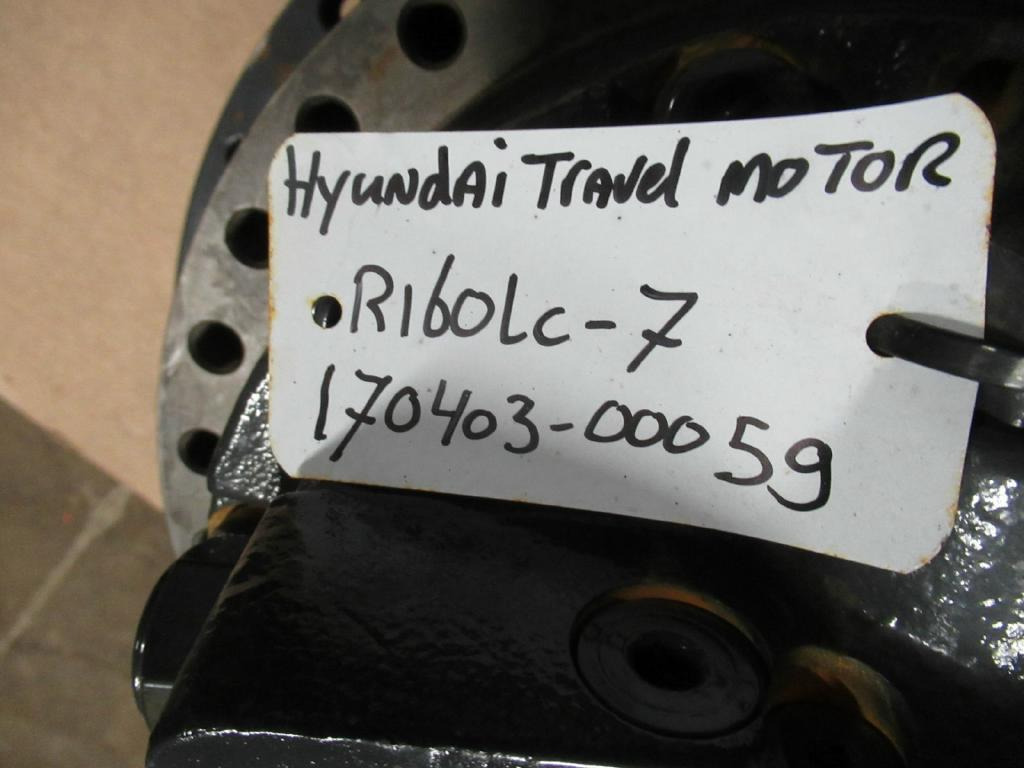 Hyundai Travel MOTOR
R160Lc-7
170403-00059